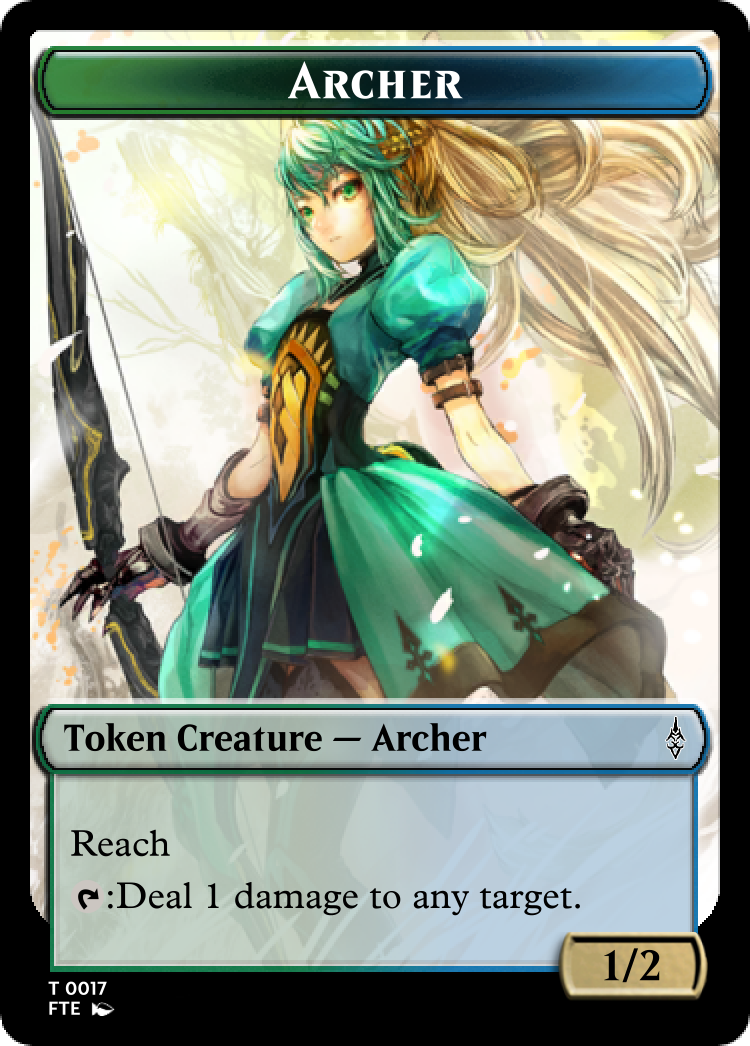 Archer
Token Creature — Archer
Reach
:Deal 1 damage to any target.
1/2
T 0017
FTE